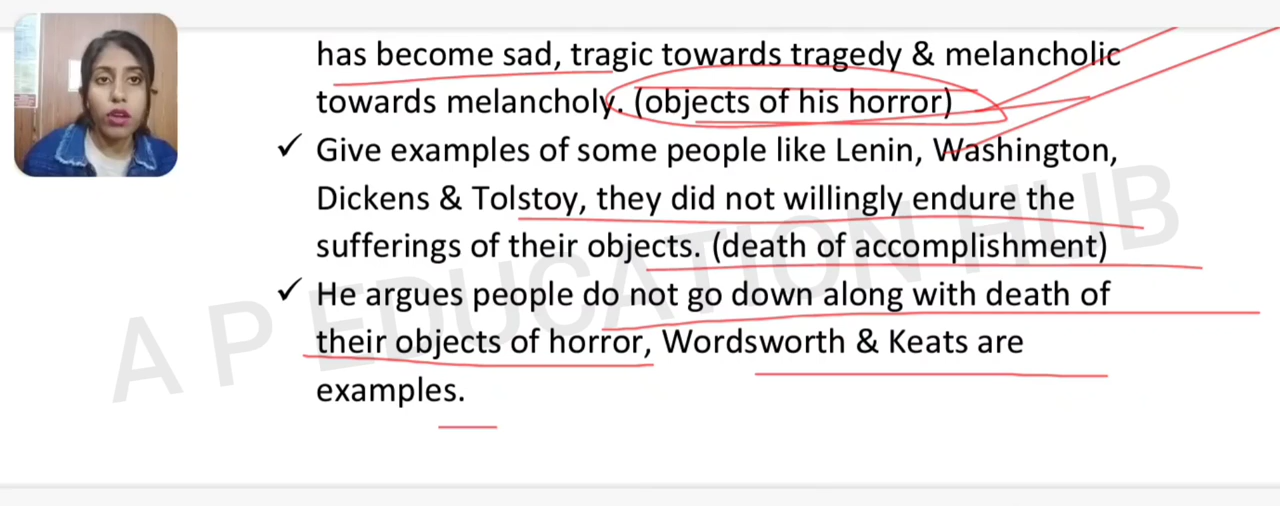 has become sad, tragic towards tragedy & melancholic
towards melancholy. (objects of his horror)
✓ Give examples of some people like Lenin, Washington,
Dickens & Tolstoy, they did not willingly endure the
sufferings of their objects. (death of accomplishment)
✓ He argues people do not go down along with death of
their objects of horror, Wordsworth & Keats are
examples.
A P EDUCATION HUB